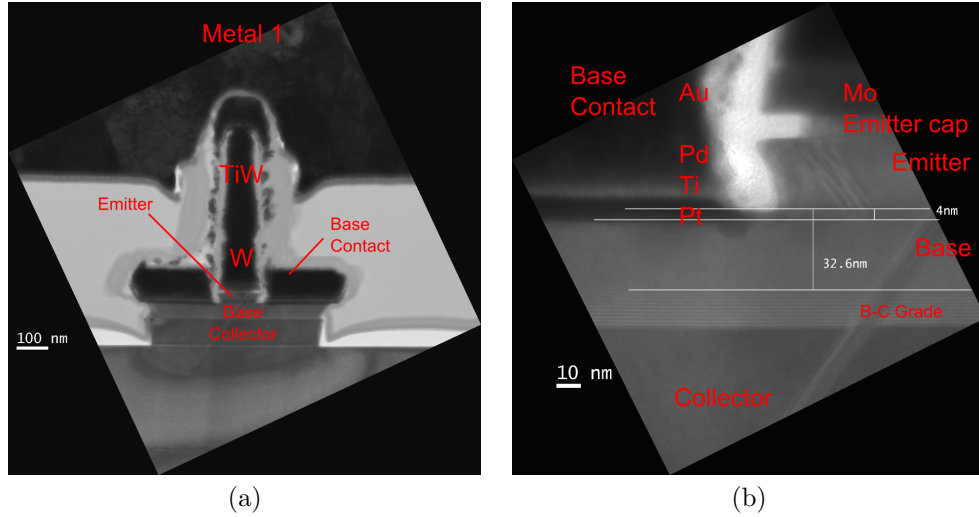 Metal 1
TiW
Emitter
Base
Contact
W
Base
Collector
100 nm
(a)
Base
Contact
Au
Mo
Emitter cap
Pd
Emitter
Ti
Pt
4nm
Base
32.6nm
B-C Grade
10 nm
Collector
(b)